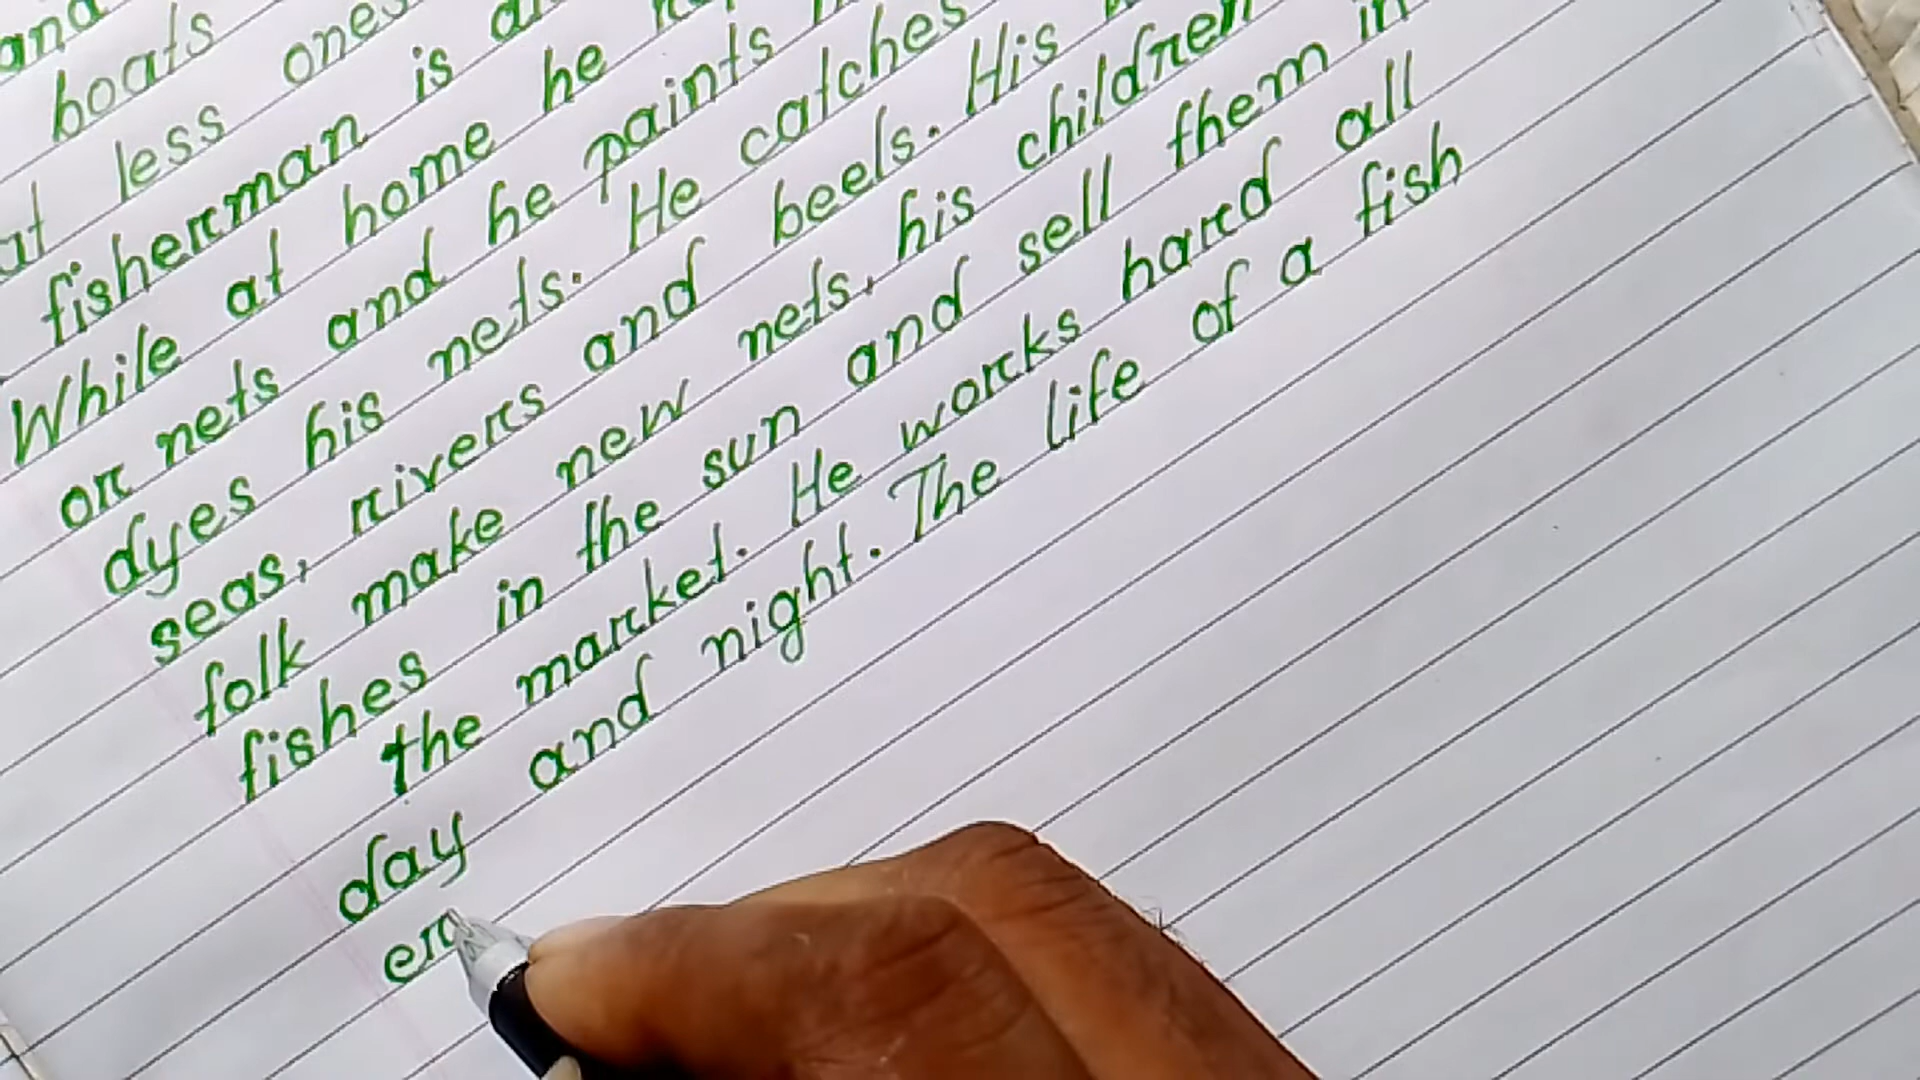 and
boats
at less ones
fisherman is
While at home he
or nets and he paints
dyes his nets. He catches
seas, rivers and beels. His
folk make new nets, his children
fishes in the sun and sell them in
the market. He works hard all
day and night. The life of a fish
er